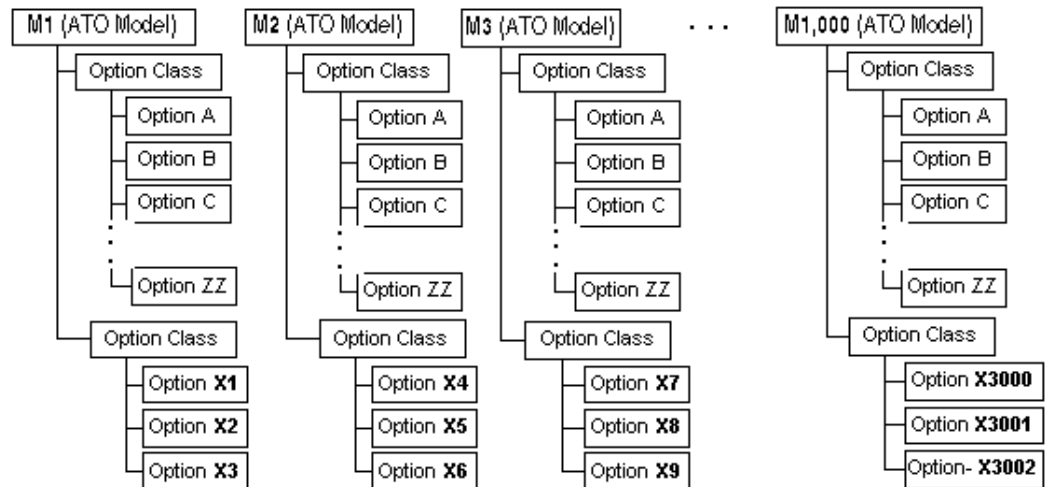 M1 (ATO Model)
Option Class
Option A
Option B
Option C
Option ZZ
Option Class
Option X1
Option X2
Option X3
M2 (ATO Model)
Option Class
Option A
Option B
Option C
Option ZZ
Option Class
Option X4
Option X5
Option X6
M3 (ATO Model)
Option Class
Option A
Option B
Option C
Option ZZ
Option Class
Option X7
Option X8
Option X9
. . .
M1,000 (ATO Model)
Option Class
Option A
Option B
Option C
Option ZZ
Option Class
Option X3000
Option X3001
Option- X3002